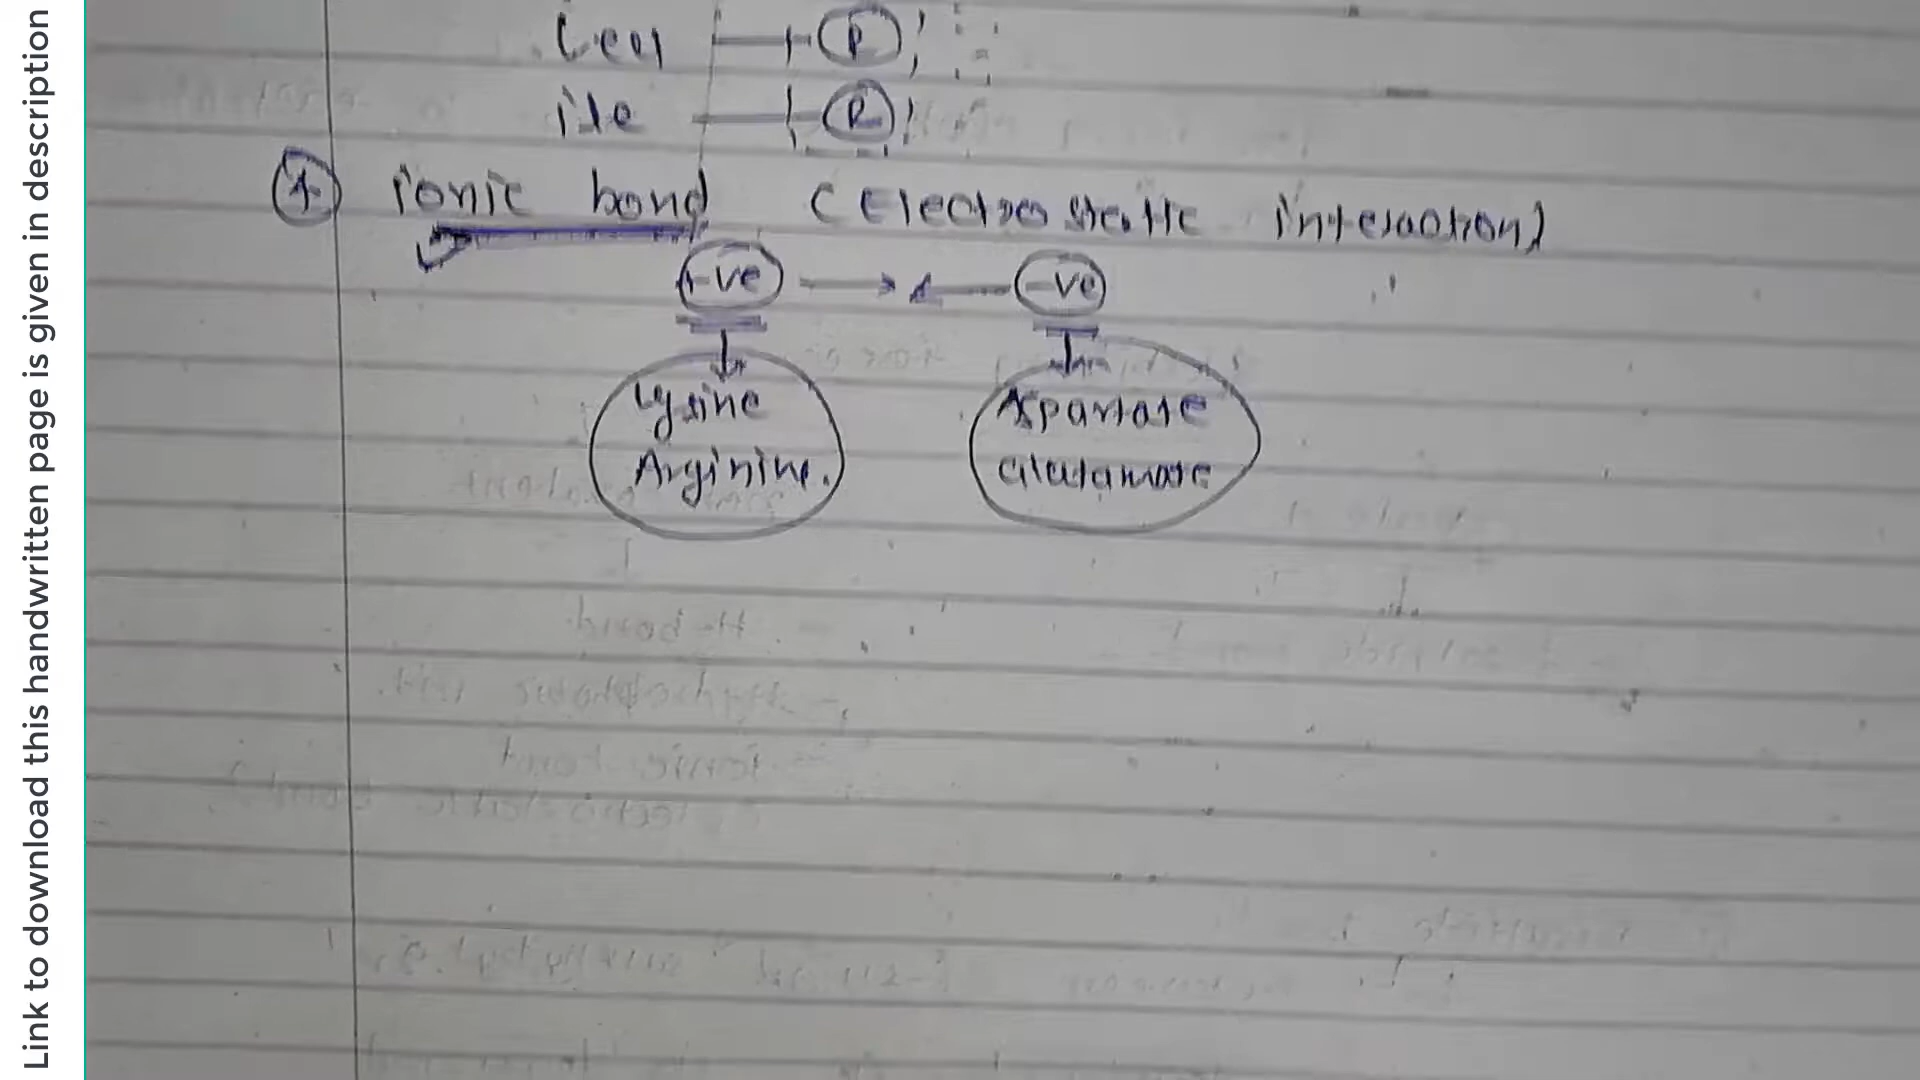 Leu R
ile R
ionic bond (Electrostatic interaction)
+ve -ve
Lysine Aspartate
Arginine. Glutamate
Link to download this handwritten page is given in description